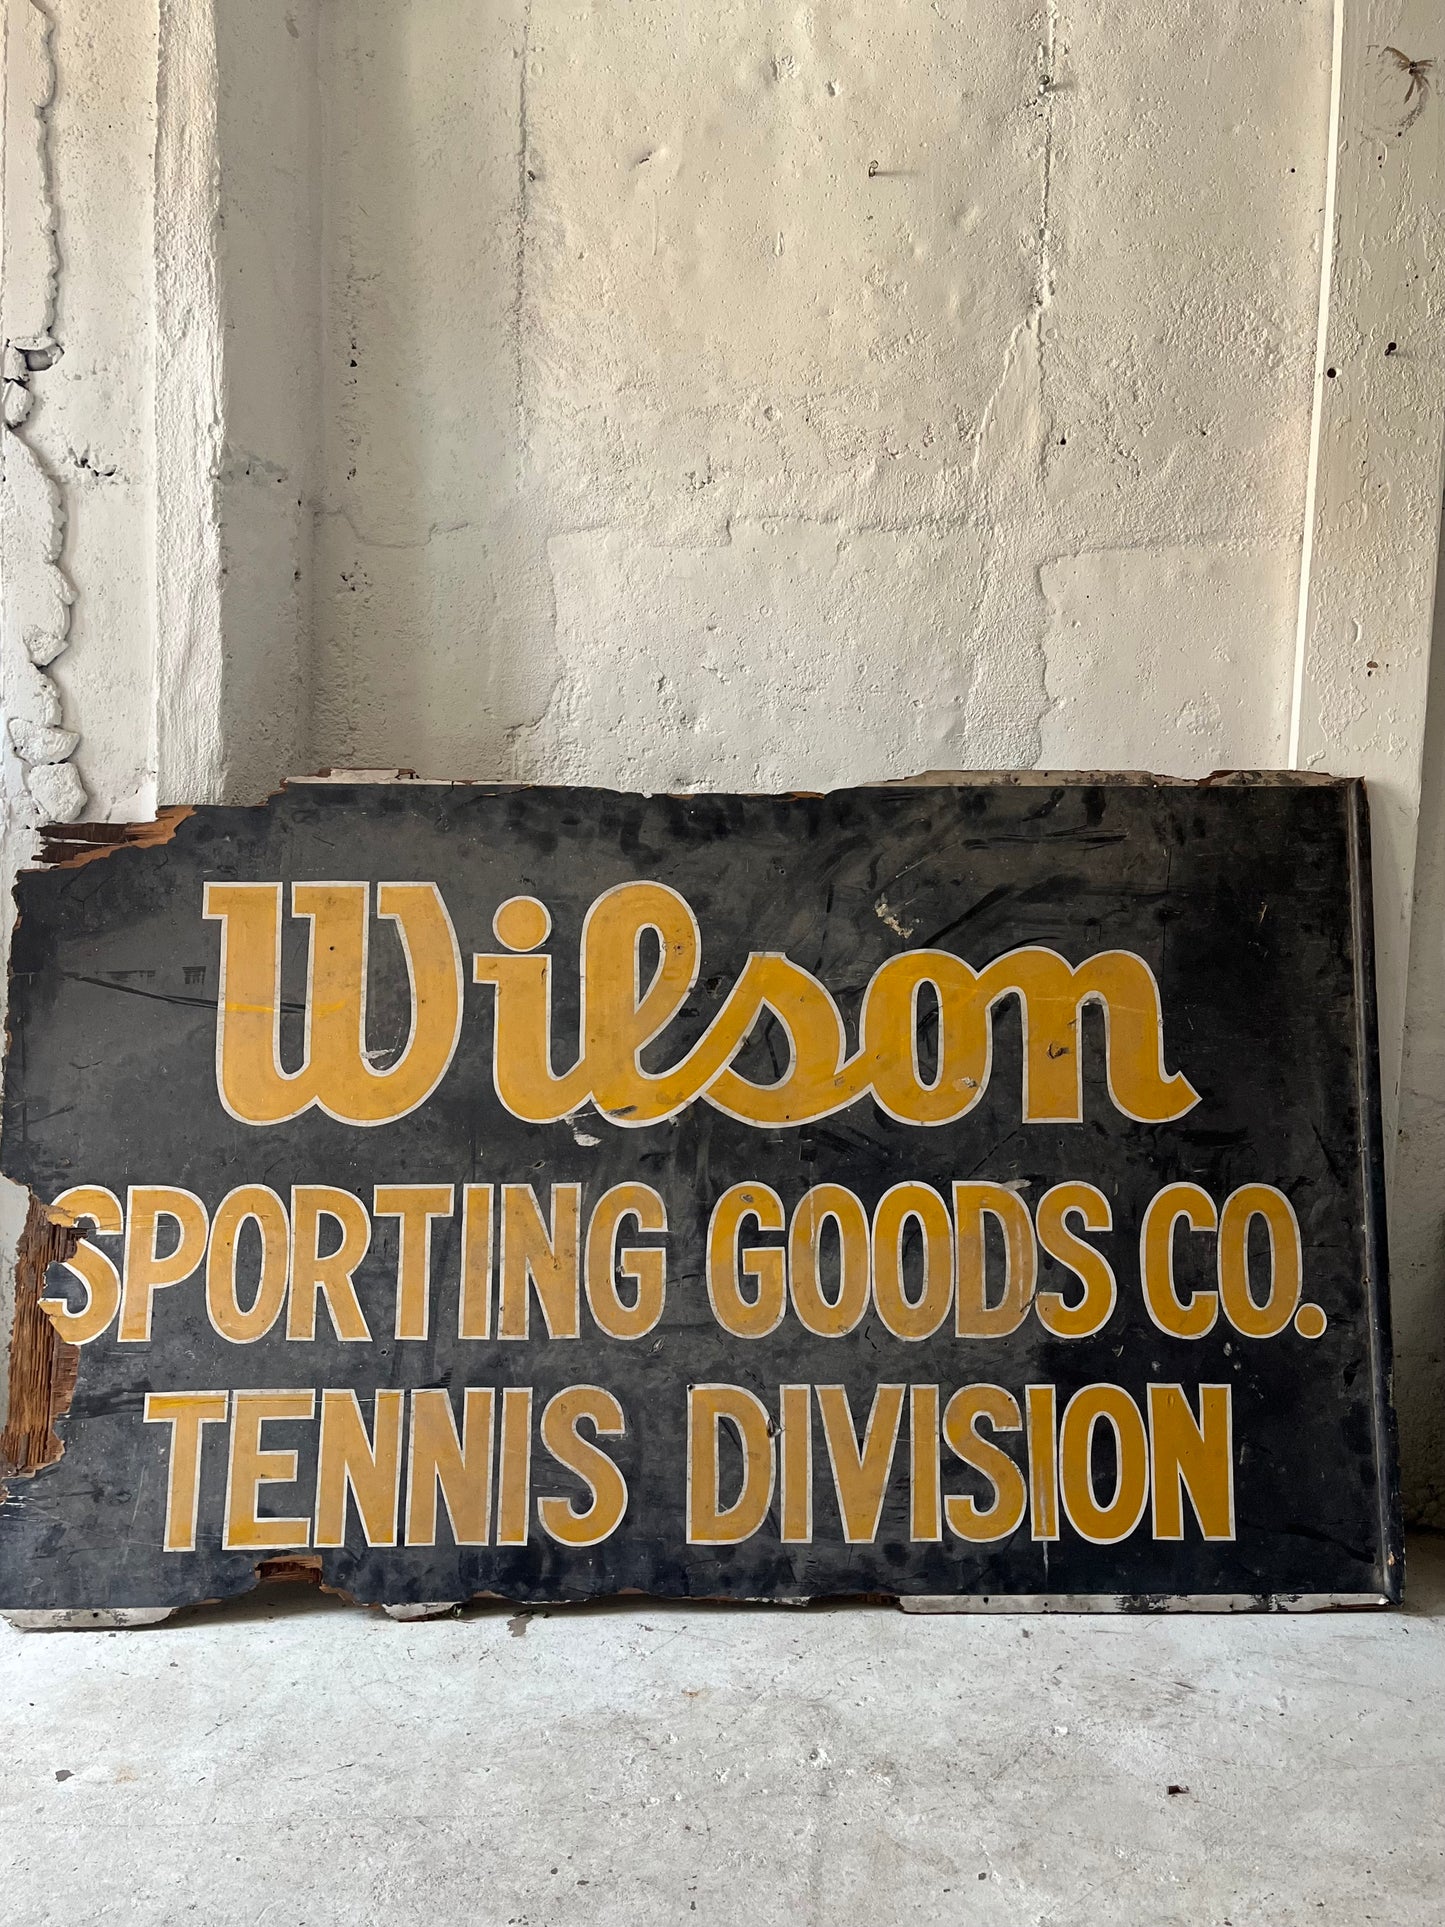 Wilson
SPORTING GOODS CO.
TENNIS DIVISION